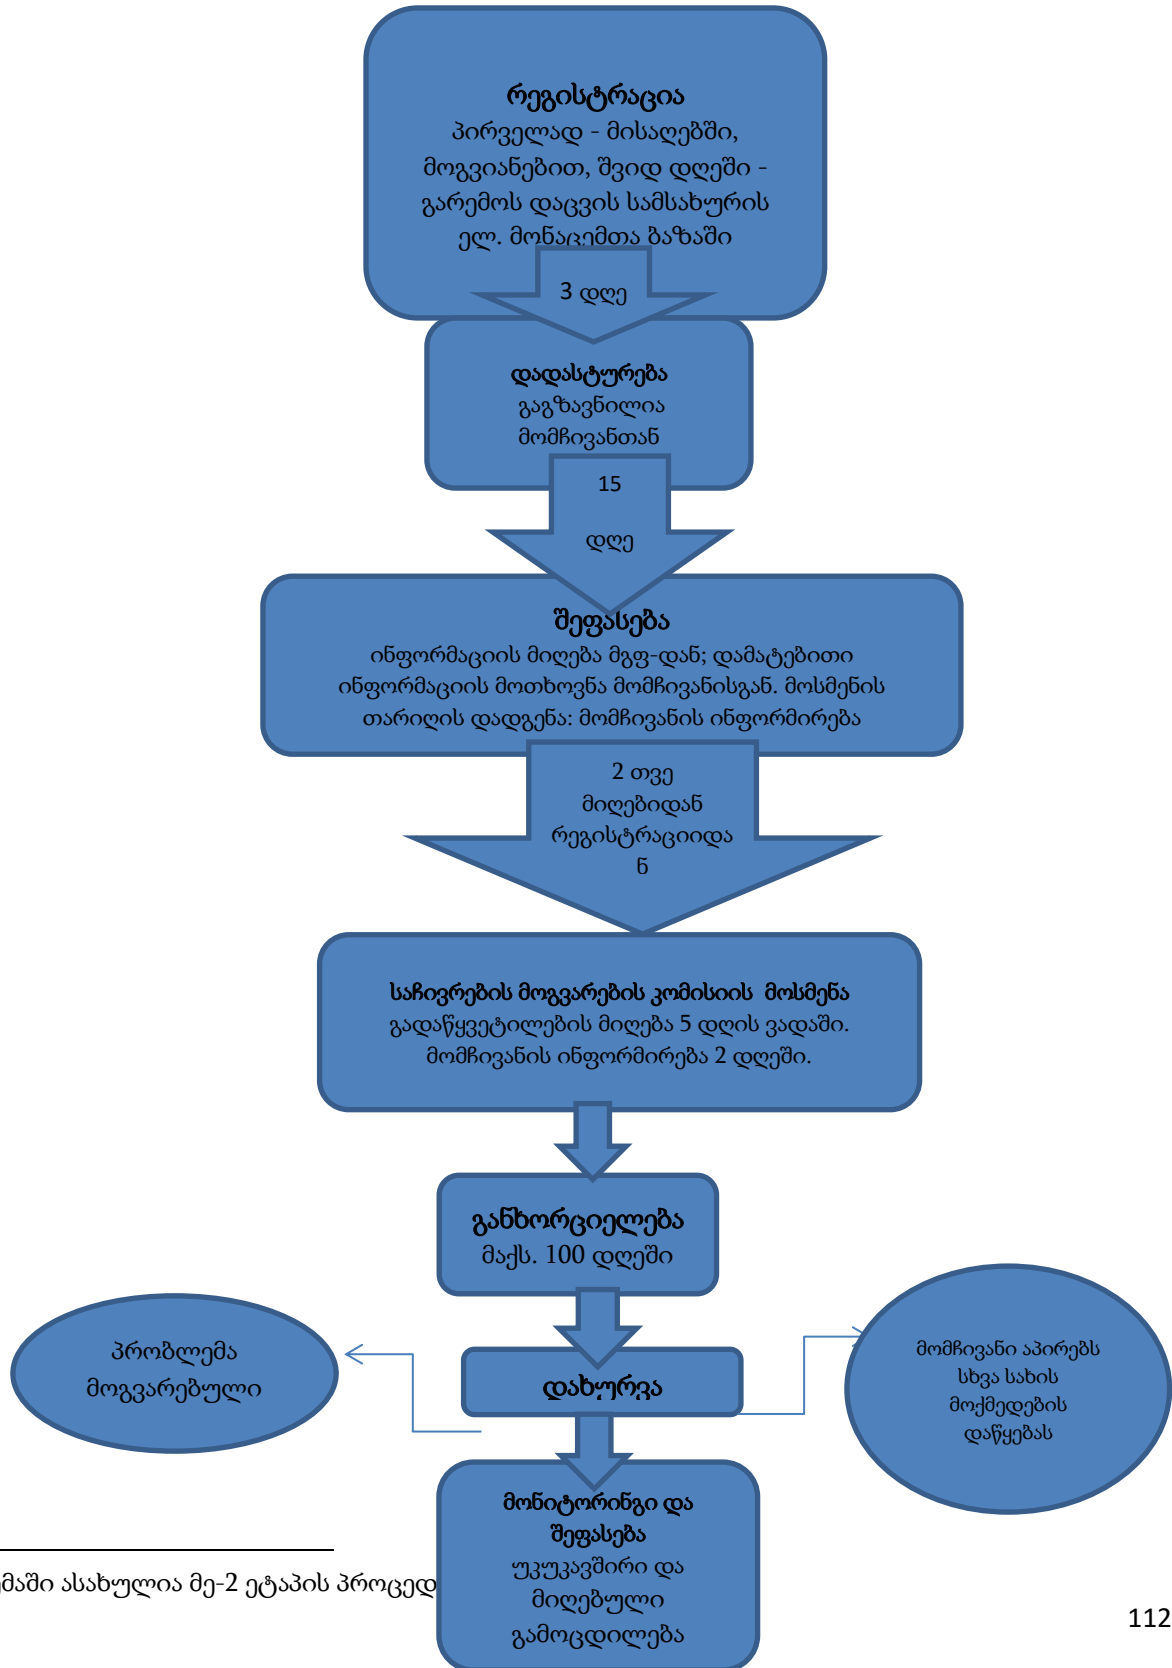 რეგისტრაცია
პირველად - მისაღებში,
მოგვიანებით, შვიდ დღეში -
გარემოს დაცვის სამსახურის
ელ. მონაცემთა ბაზაში
3 დღე
დადასტურება
გაგზავნილია
მომჩივანთან
15
დღე
შეფასება
ინფორმაციის მიღება მგფ-დან; დამატებითი
ინფორმაციის მოთხოვნა მომჩივანისგან. მოსმენის
თარიღის დადგენა: მომჩივანის ინფორმირება
2 თვე
მიღებიდან
რეგისტრაციიდა
ნ
საჩივრების მოგვარების კომისიის მოსმენა
გადაწყვეტილების მიღება 5 დღის ვადაში.
მომჩივანის ინფორმირება 2 დღეში.
განხორციელება
მაქს. 100 დღეში
პრობლემა
მოგვარებული
დახურვა
მომჩივანი აპირებს
სხვა სახის
მოქმედების
დაწყებას
მონიტორინგი და
შეფასება
უკუკავშირი და
მიღებული
გამოცდილება
ემაში ასახულია მე-2 ეტაპის პროცედ
112